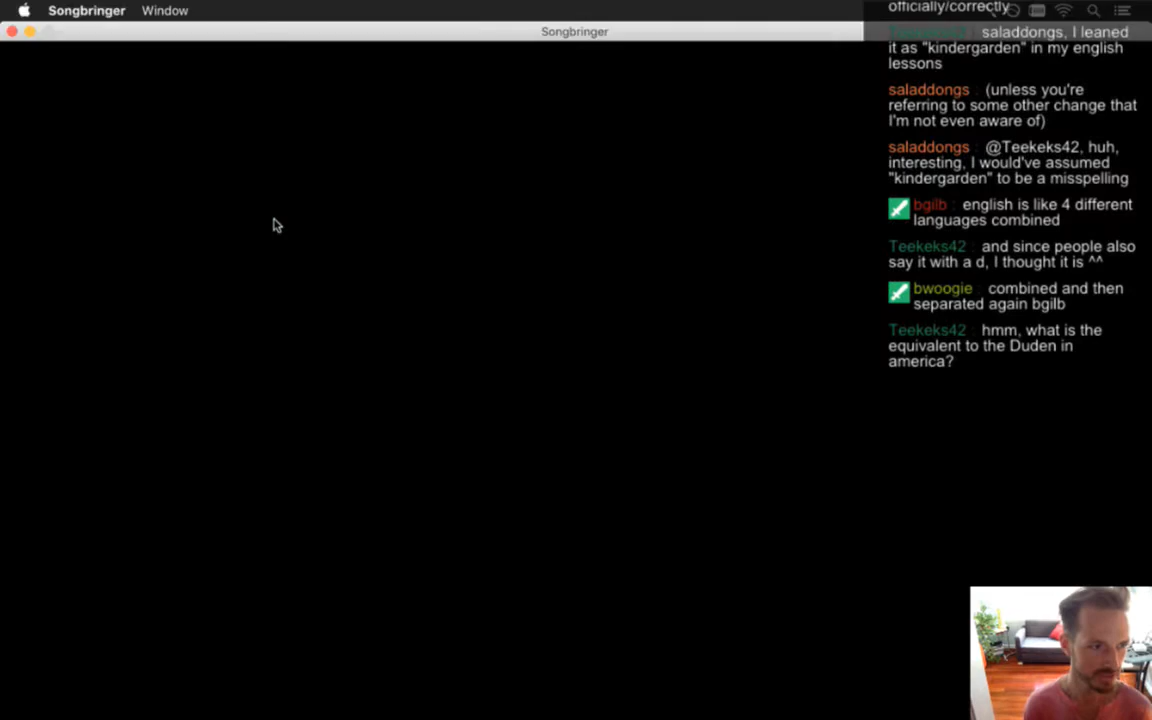 Songbringer Window
Songbringer
officially/correctly
saladdongs, I leaned
it as "kindergarden" in my english
lessons
saladdongs : (unless you're
referring to some other change that
I'm not even aware of)
saladdongs : @Teekeks42, huh,
interesting, I would've assumed
"kindergarden" to be a misspelling
bgilb : english is like 4 different
languages combined
Teekeks42 : and since people also
say it with a d, I thought it is ^^
bwoogie : combined and then
separated again bgilb
Teekeks42 : hmm, what is the
equivalent to the Duden in
america?